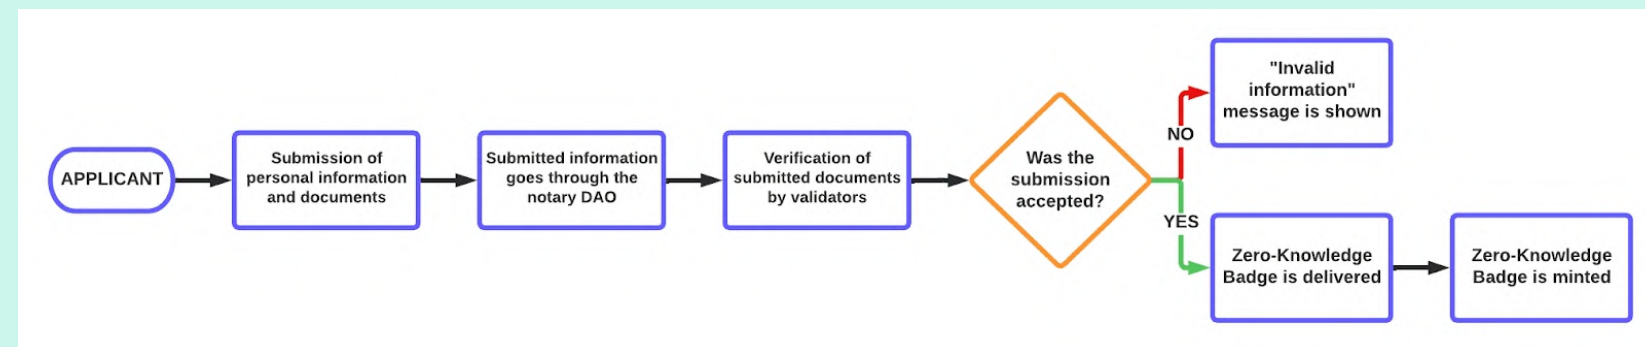 APPLICANT
Submission of
personal information
and documents
Submitted information
goes through the
notary DAO
Verification of
submitted documents
by validators
Was the
submission
accepted?
NO
"Invalid
information"
message is shown
YES
Zero-Knowledge
Badge is delivered
Zero-Knowledge
Badge is minted